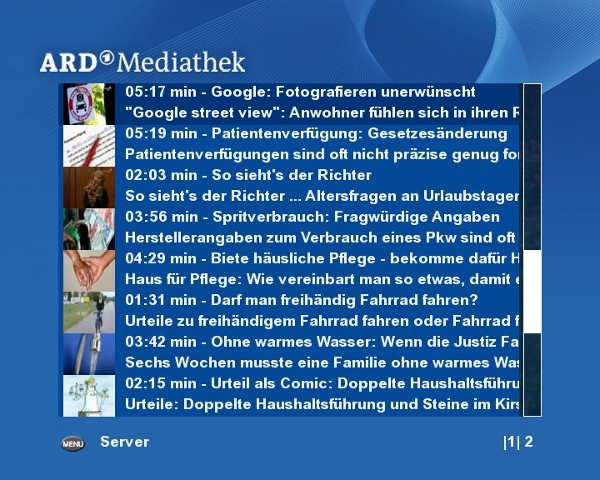 ARD Mediathek
05:17 min - Google: Fotografieren unerwünscht
"Google street view": Anwohner fühlen sich in ihren R
05:19 min - Patientenverfügung: Gesetzesänderung
Patientenverfügungen sind oft nicht präzise genug for
02:03 min - So sieht's der Richter
So sieht's der Richter ... Altersfragen an Urlaubstagen
03:56 min - Spritverbrauch: Fragwürdige Angaben
Herstellerangaben zum Verbrauch eines Pkw sind oft
04:29 min - Biete häusliche Pflege - bekomme dafür H
Haus für Pflege: Wie vereinbart man so etwas, damit e
01:31 min - Darf man freihändig Fahrrad fahren?
Urteile zu freihändigem Fahrrad fahren oder Fahrrad f
03:42 min - Ohne warmes Wasser: Wenn die Justiz Fa
Sechs Wochen musste eine Familie ohne warmes Was
02:15 min - Urteil als Comic: Doppelte Haushaltsführu
Urteile: Doppelte Haushaltsführung und Steine im Kirs
MENU Server |1| 2